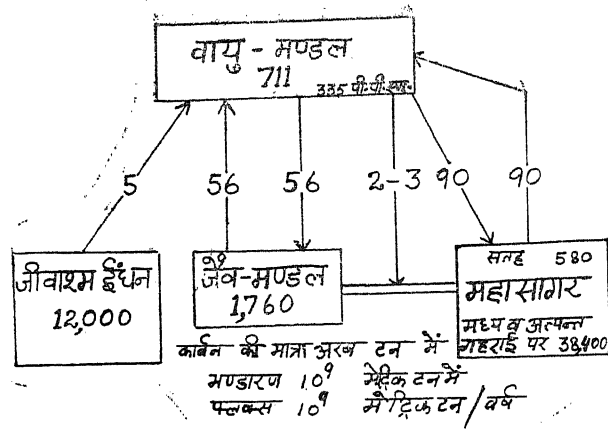 वायु - मण्डल
711
335 पी.पी.एम.
5
56
56
2-3
90
90
जीवाश्म ईंधन
12,000
जैव-मण्डल
1,760
सतह 580
महासागर
मध्य व अत्यन्त
गहराई पर 38,400
कार्बन की मात्रा अरब टन में
भण्डारण 10⁹ मेट्रिक टन में
फ्लक्स 10⁹ मेट्रिक टन / वर्ष